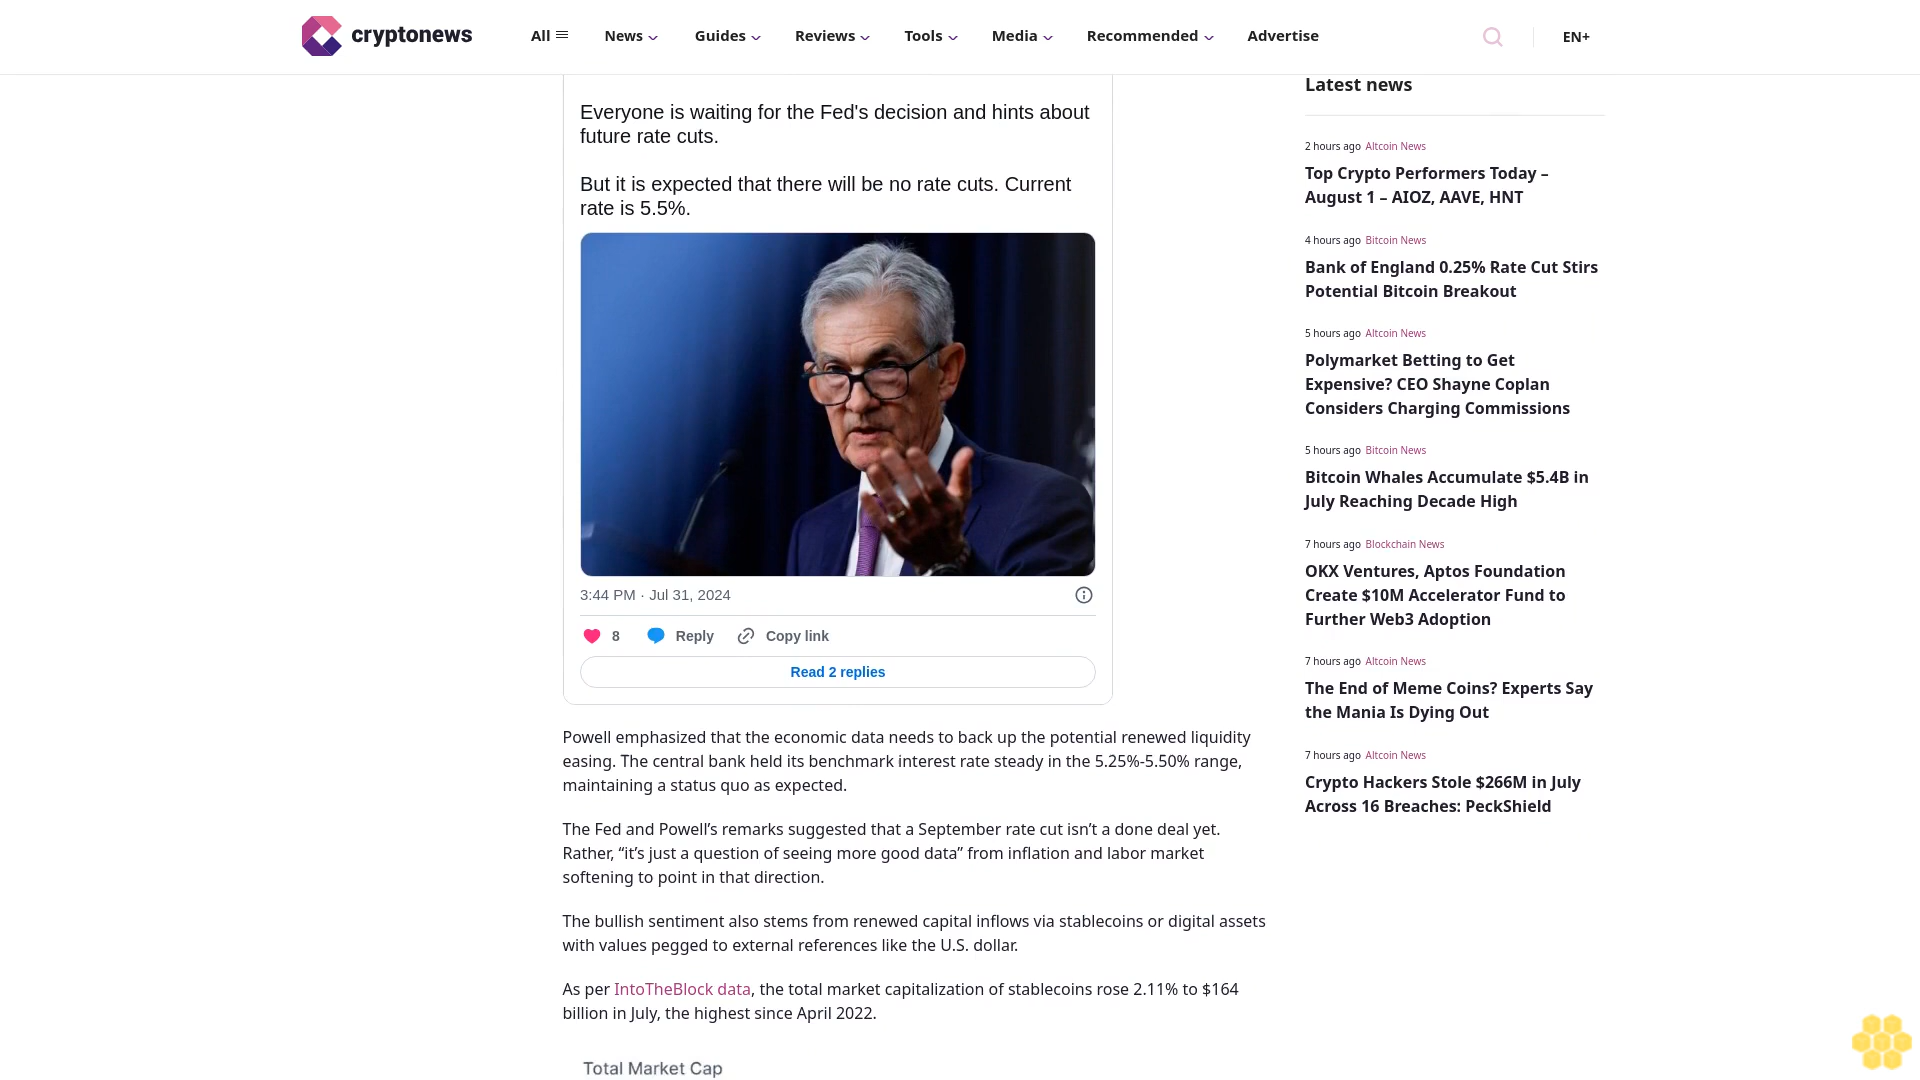 cryptonews
All
News
Guides
Reviews
Tools
Media
Recommended
Advertise
EN+
Everyone is waiting for the Fed's decision and hints about
future rate cuts.
But it is expected that there will be no rate cuts. Current
rate is 5.5%.
3:44 PM · Jul 31, 2024
8
Reply
Copy link
Read 2 replies
Powell emphasized that the economic data needs to back up the potential renewed liquidity
easing. The central bank held its benchmark interest rate steady in the 5.25%-5.50% range,
maintaining a status quo as expected.
The Fed and Powell’s remarks suggested that a September rate cut isn’t a done deal yet.
Rather, “it’s just a question of seeing more good data” from inflation and labor market
softening to point in that direction.
The bullish sentiment also stems from renewed capital inflows via stablecoins or digital assets
with values pegged to external references like the U.S. dollar.
As per IntoTheBlock data, the total market capitalization of stablecoins rose 2.11% to $164
billion in July, the highest since April 2022.
Total Market Cap
Latest news
2 hours ago Altcoin News
Top Crypto Performers Today –
August 1 – AIOZ, AAVE, HNT
4 hours ago Bitcoin News
Bank of England 0.25% Rate Cut Stirs
Potential Bitcoin Breakout
5 hours ago Altcoin News
Polymarket Betting to Get
Expensive? CEO Shayne Coplan
Considers Charging Commissions
5 hours ago Bitcoin News
Bitcoin Whales Accumulate $5.4B in
July Reaching Decade High
7 hours ago Blockchain News
OKX Ventures, Aptos Foundation
Create $10M Accelerator Fund to
Further Web3 Adoption
7 hours ago Altcoin News
The End of Meme Coins? Experts Say
the Mania Is Dying Out
7 hours ago Altcoin News
Crypto Hackers Stole $266M in July
Across 16 Breaches: PeckShield